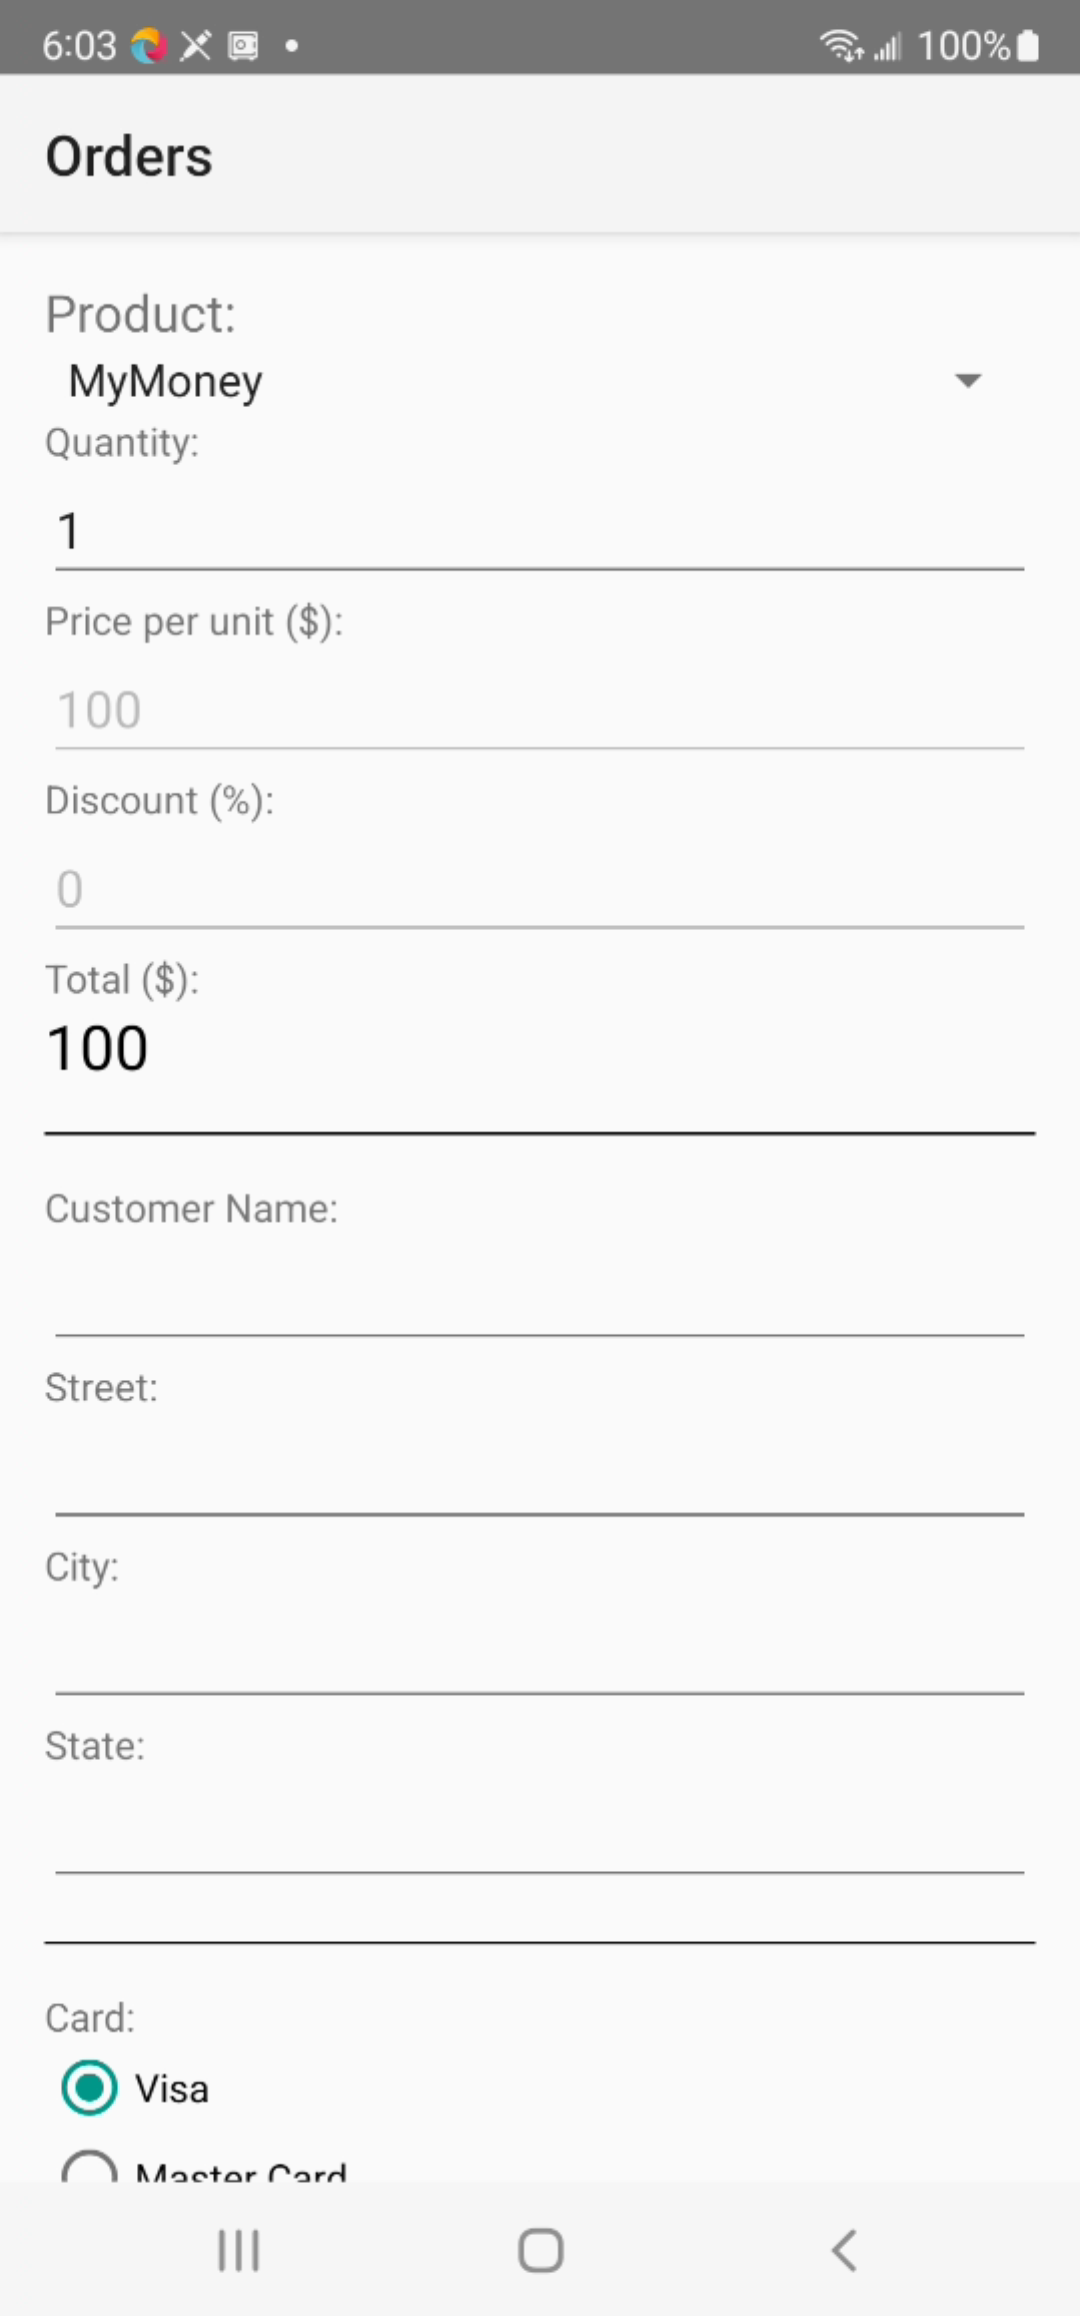 6:03 100%
Orders
Product:
MyMoney
Quantity:
1
Price per unit ($):
100
Discount (%):
0
Total ($):
100
Customer Name:
Street:
City:
State:
Card:
Visa
Master Card